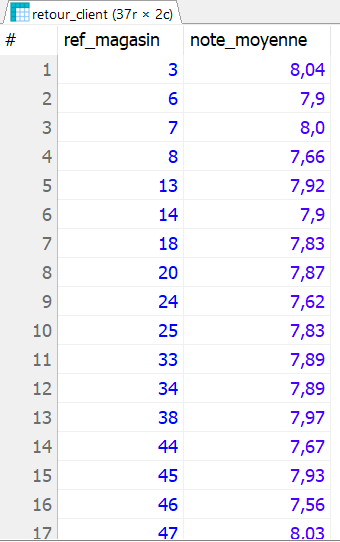 retour_client (37r × 2c)
# ref_magasin note_moyenne
1 3 8,04
2 6 7,9
3 7 8,0
4 8 7,66
5 13 7,92
6 14 7,9
7 18 7,83
8 20 7,87
9 24 7,62
10 25 7,83
11 33 7,89
12 34 7,89
13 38 7,97
14 44 7,67
15 45 7,93
16 46 7,56
17 47 8,03